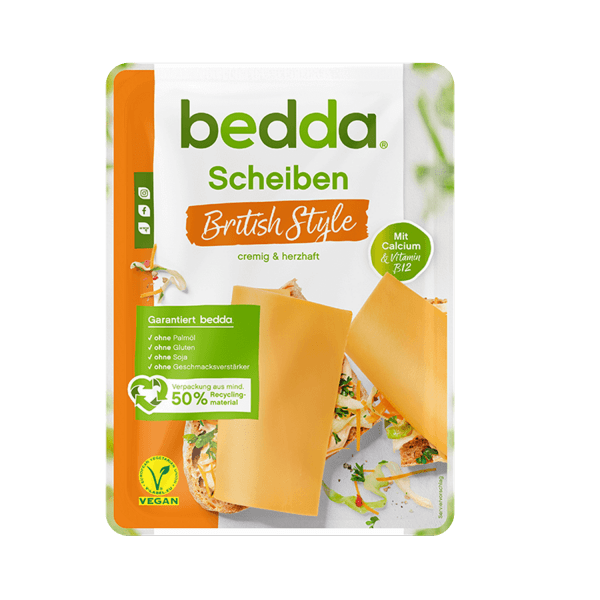 bedda®
Scheiben
British Style
cremig & herzhaft
Mit
Calcium
& Vitamin
B12
Garantiert bedda
✓ ohne Palmöl
✓ ohne Gluten
✓ ohne Soja
✓ ohne Geschmacksverstärker
Verpackung aus mind.
50% Recycling-
material
VEGAN
Serviervorschlag